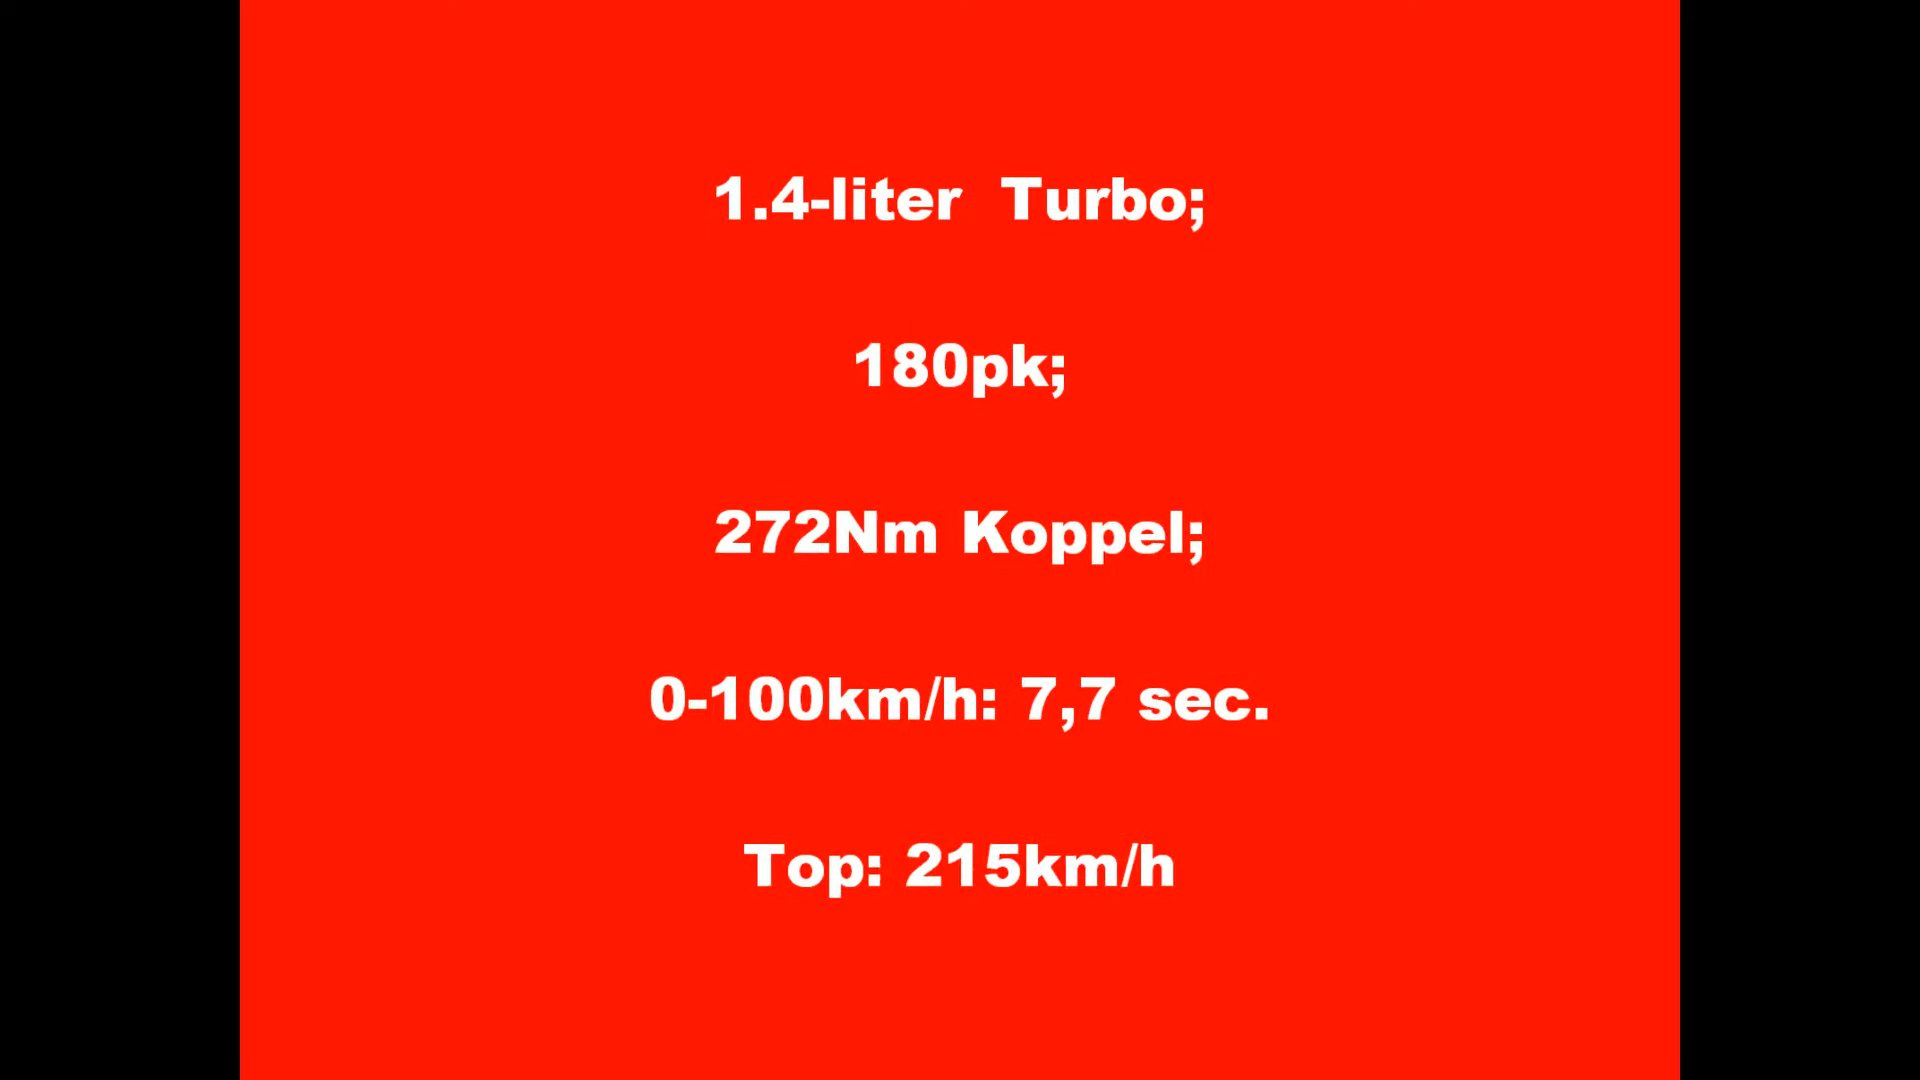 1.4-liter  Turbo;
180pk;
272Nm Koppel;
0-100km/h: 7,7 sec.
Top: 215km/h